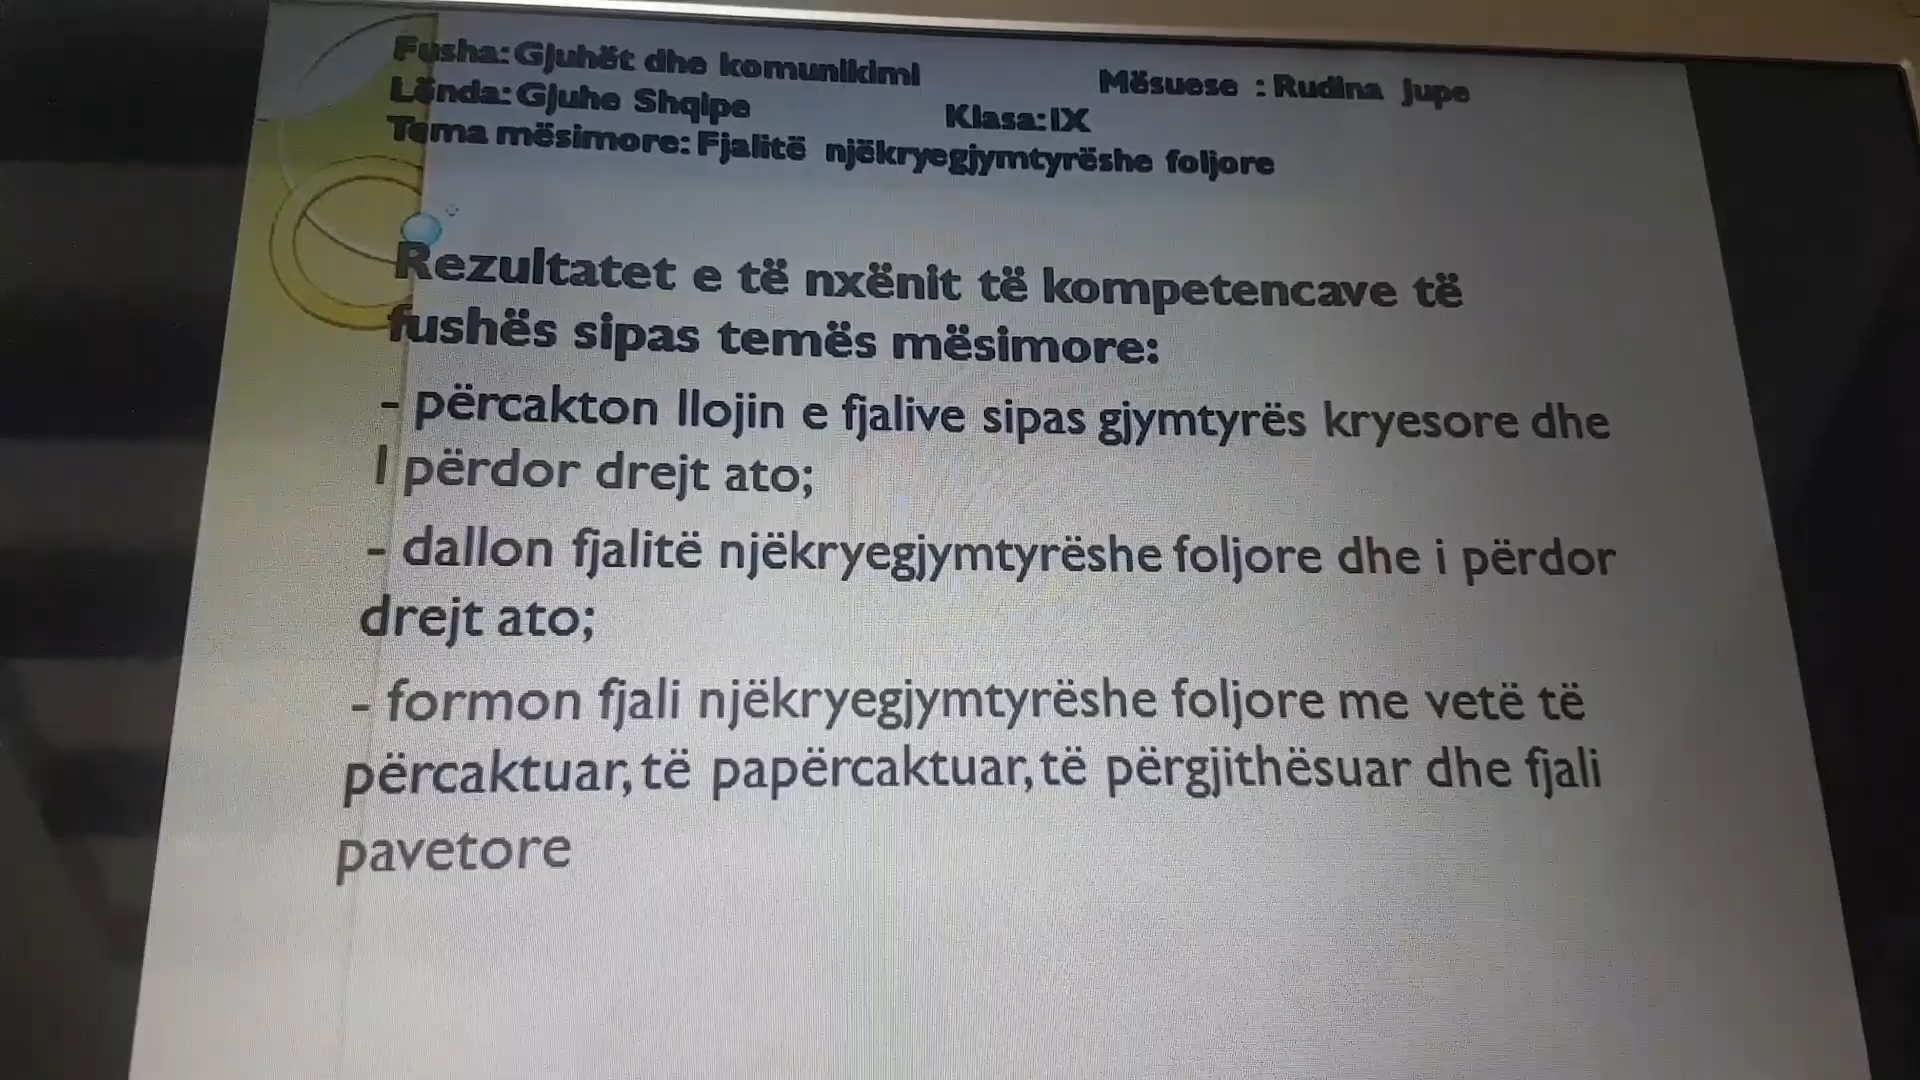 Fusha: Gjuhët dhe komunikimi
Mësuese : Rudina Jupe
Lënda: Gjuhe Shqipe
Klasa: IX
Tema mësimore: Fjalitë njëkryegjymtyrëshe foljore
Rezultatet e të nxënit të kompetencave të
fushës sipas temës mësimore:
- përcakton llojin e fjalive sipas gjymtyrës kryesore dhe
I përdor drejt ato;
- dallon fjalitë njëkryegjymtyrëshe foljore dhe i përdor
drejt ato;
- formon fjali njëkryegjymtyrëshe foljore me vetë të
përcaktuar, të papërcaktuar, të përgjithësuar dhe fjali
pavetore